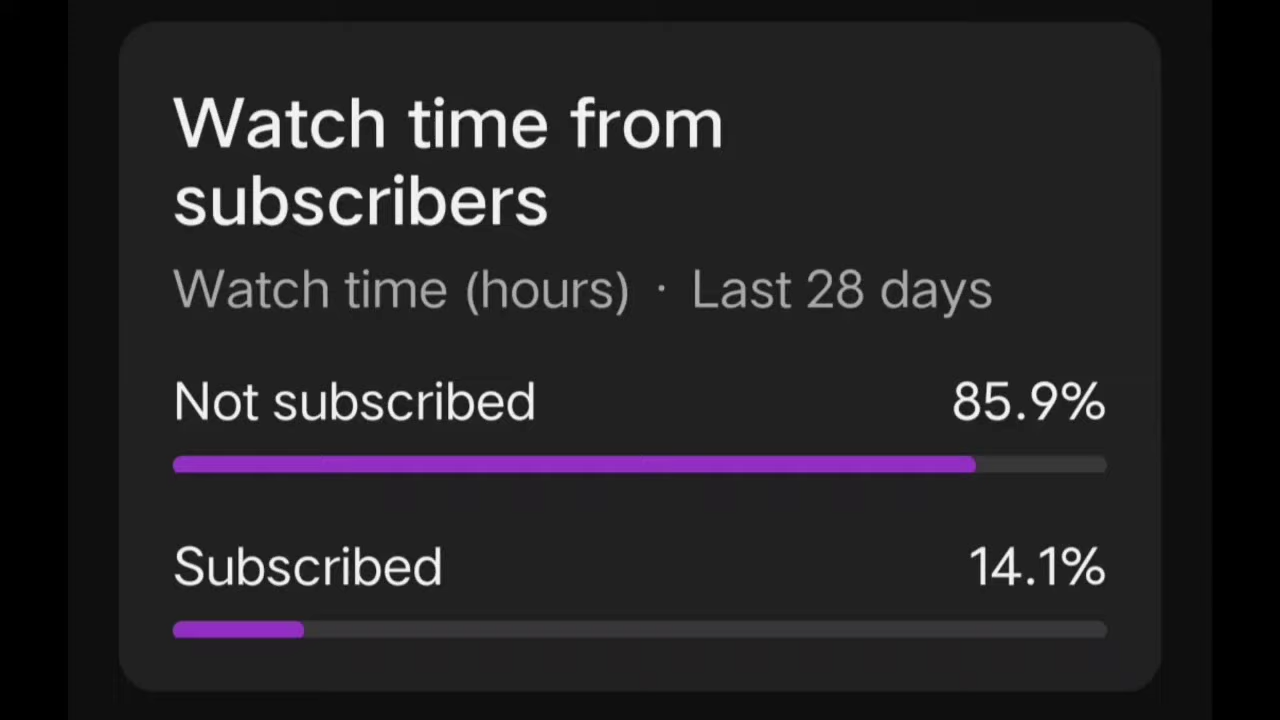 Watch time from
subscribers
Watch time (hours) · Last 28 days
Not subscribed 85.9%
Subscribed 14.1%